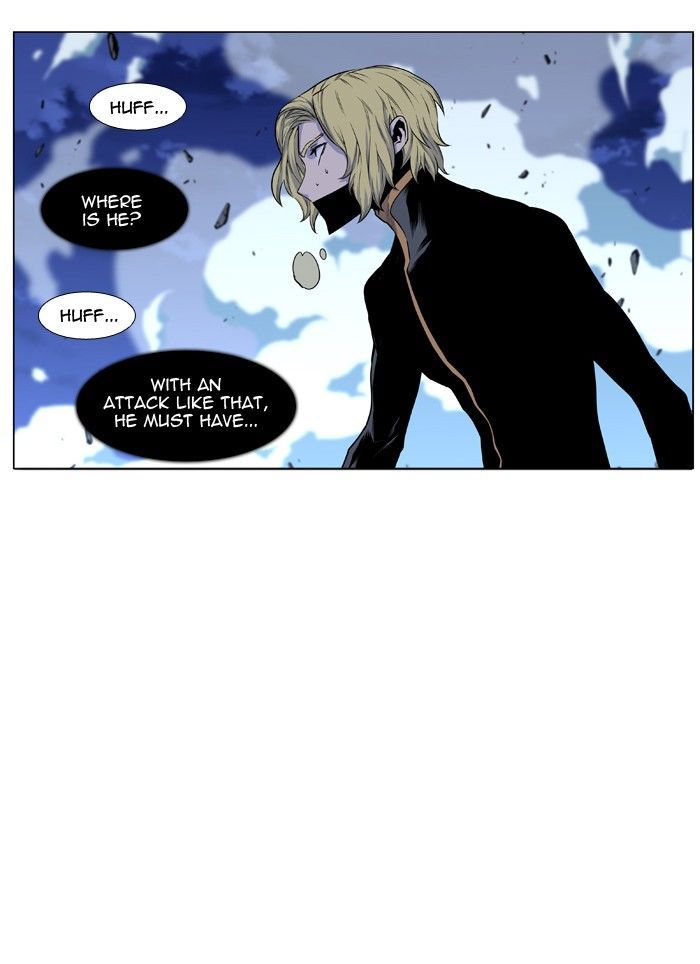 HUFF...
WHERE
IS HE?
HUFF...
WITH AN
ATTACK LIKE THAT,
HE MUST HAVE...